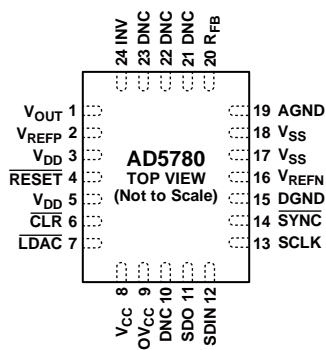 24 INV
23 DNC
22 DNC
21 DNC
20 RFB
VOUT 1
VREFP 2
VDD 3
RESET 4
VDD 5
CLR 6
LDAC 7
AD5780
TOP VIEW
(Not to Scale)
19 AGND
18 VSS
17 VSS
16 VREFN
15 DGND
14 SYNC
13 SCLK
VCC 8
OVCC 9
DNC 10
SDO 11
SDIN 12